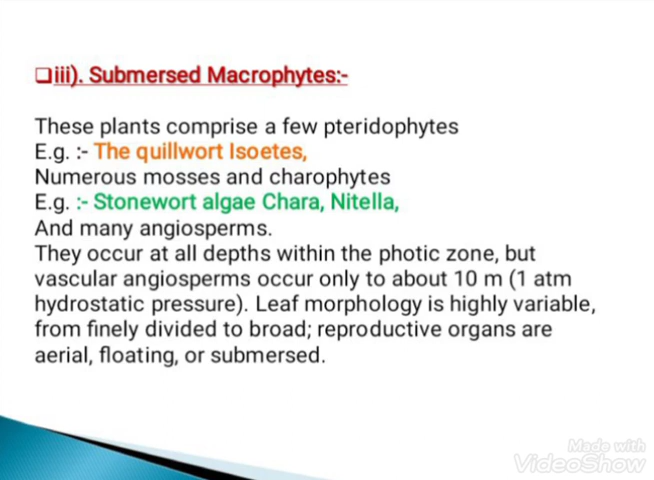 ❑iii). Submersed Macrophytes:-
These plants comprise a few pteridophytes
E.g. :- The quillwort Isoetes,
Numerous mosses and charophytes
E.g. :- Stonewort algae Chara, Nitella,
And many angiosperms.
They occur at all depths within the photic zone, but
vascular angiosperms occur only to about 10 m (1 atm
hydrostatic pressure). Leaf morphology is highly variable,
from finely divided to broad; reproductive organs are
aerial, floating, or submersed.
Made with
VideoShow